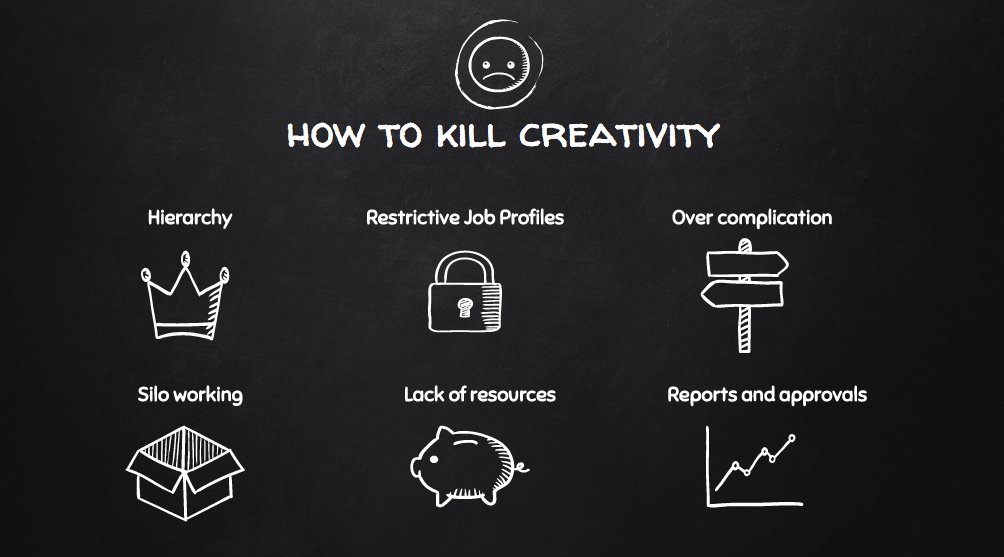 HOW TO KILL CREATIVITY
Hierarchy
Restrictive Job Profiles
Over complication
Silo working
Lack of resources
Reports and approvals